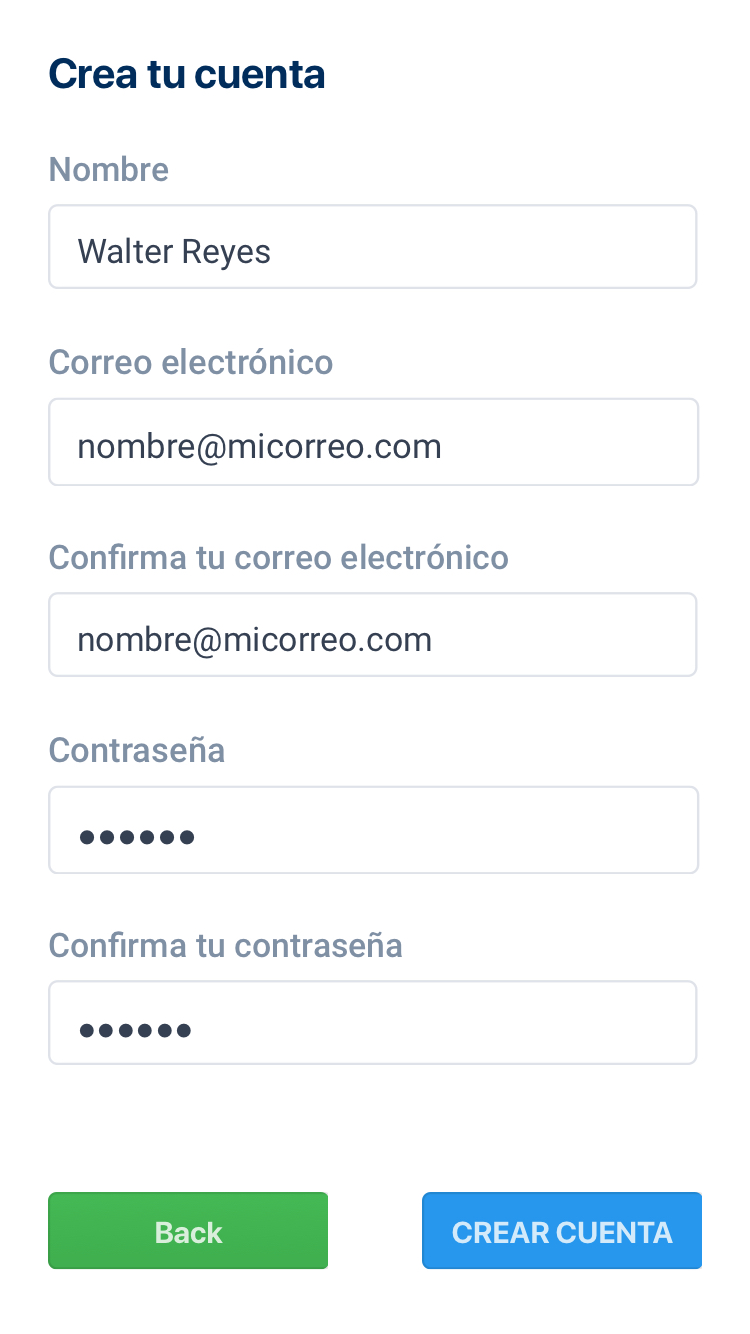 Crea tu cuenta
Nombre
Walter Reyes
Correo electrónico
nombre@micorreo.com
Confirma tu correo electrónico
nombre@micorreo.com
Contraseña
••••••
Confirma tu contraseña
••••••
Back
CREAR CUENTA